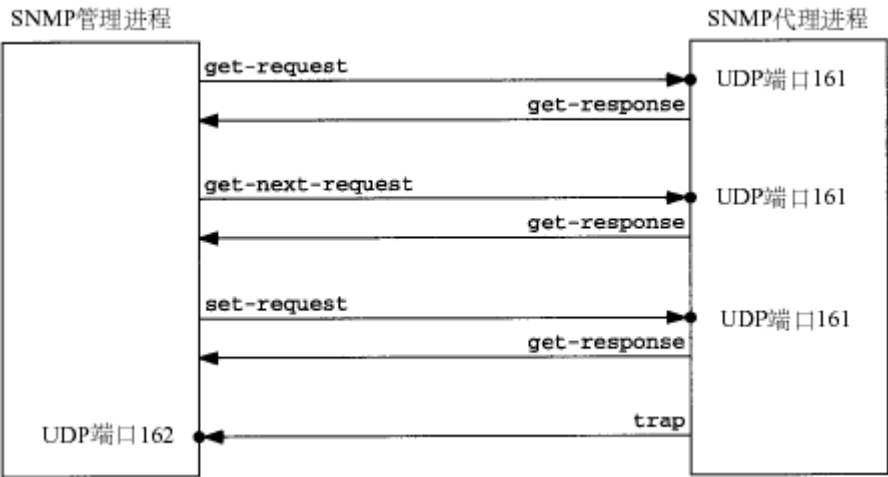 SNMP管理进程
SNMP代理进程
get-request
UDP端口161
get-response
get-next-request
UDP端口161
get-response
set-request
UDP端口161
get-response
trap
UDP端口162